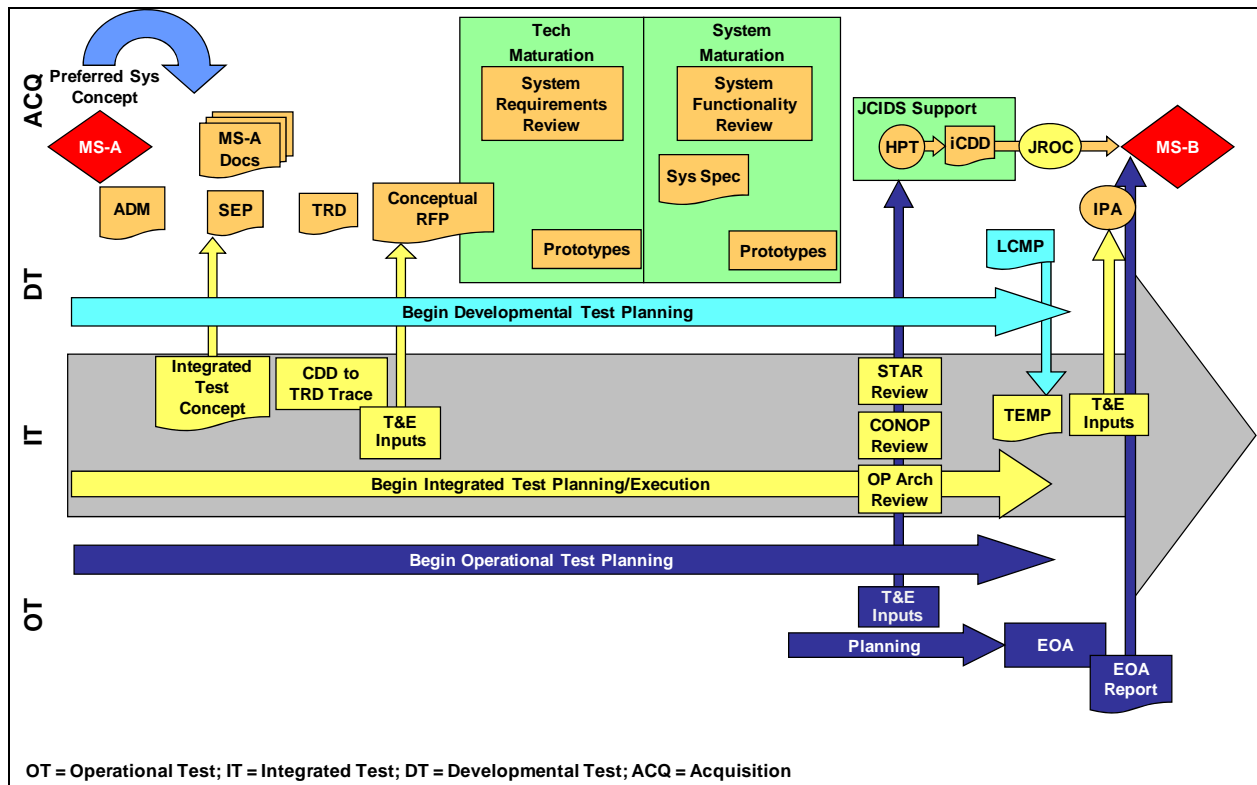 ACQ
DT
IT
OT
Preferred Sys
Concept
MS-A
MS-A
Docs
ADM
SEP
TRD
Conceptual
RFP
Tech
Maturation
System
Requirements
Review
Prototypes
System
Maturation
System
Functionality
Review
Sys Spec
Prototypes
JCIDS Support
HPT
iCDD
JROC
MS-B
IPA
LCMP
Begin Developmental Test Planning
Integrated
Test
Concept
CDD to
TRD Trace
T&E
Inputs
STAR
Review
CONOP
Review
OP Arch
Review
TEMP
T&E
Inputs
Begin Integrated Test Planning/Execution
Begin Operational Test Planning
T&E
Inputs
Planning
EOA
EOA
Report
OT = Operational Test; IT = Integrated Test; DT = Developmental Test; ACQ = Acquisition